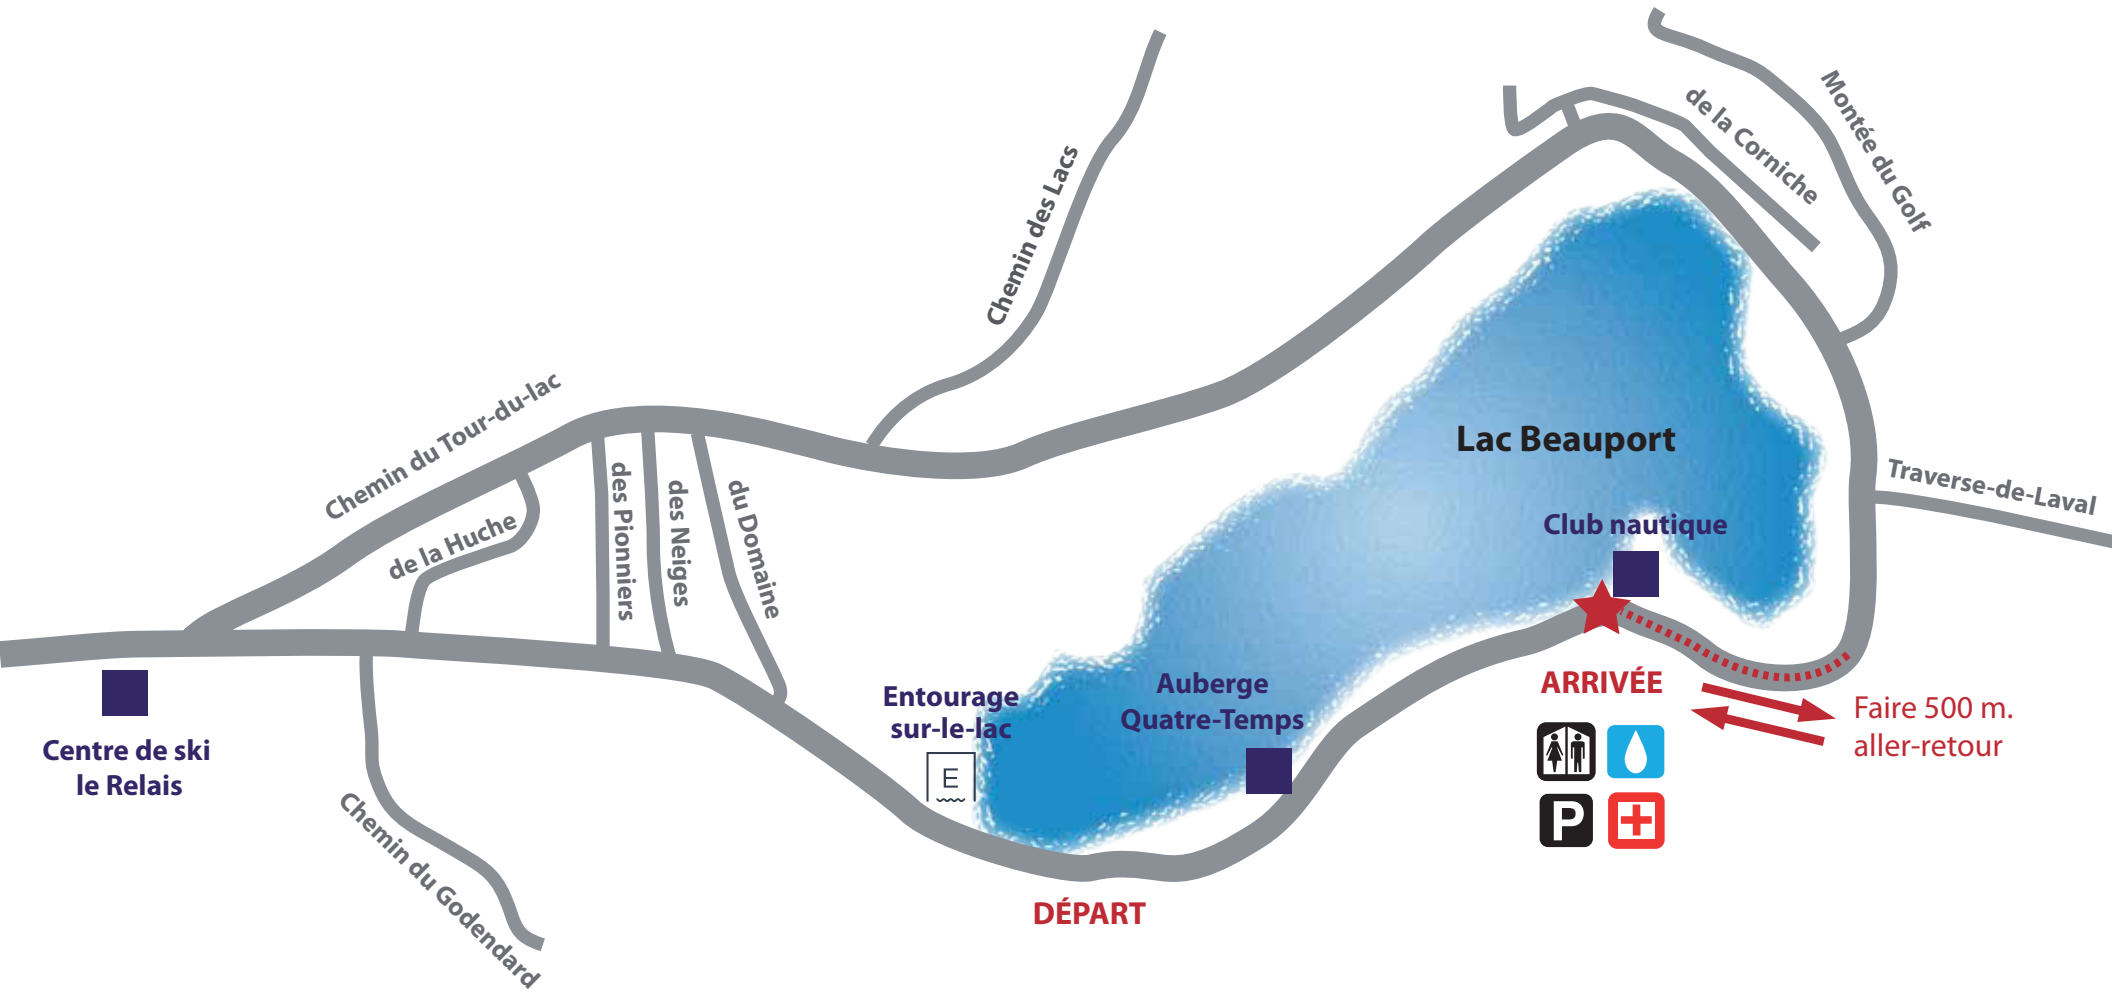 Montée du Golf
de la Corniche
Chemin des Lacs
Chemin du Tour-du-lac
de la Huche
des Pionniers
des Neiges
du Domaine
Lac Beauport
Traverse-de-Laval
Club nautique
Entourage
sur-le-lac
E
Auberge
Quatre-Temps
ARRIVÉE
Faire 500 m.
aller-retour
P
Centre de ski
le Relais
Chemin du Godendard
DÉPART